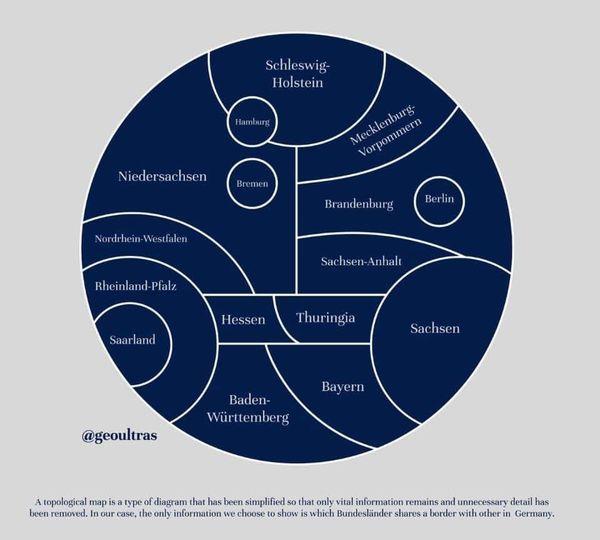 Schleswig-
Holstein
Hamburg
Mecklenburg-
Vorpommern
Niedersachsen
Bremen
Brandenburg
Berlin
Nordrhein-Westfalen
Sachsen-Anhalt
Rheinland-Pfalz
Saarland
Hessen
Thuringia
Sachsen
Baden-
Württemberg
Bayern
@geoultras
A topological map is a type of diagram that has been simplified so that only vital information remains and unnecessary detail has
been removed. In our case, the only information we choose to show is which Bundesländer shares a border with other in Germany.